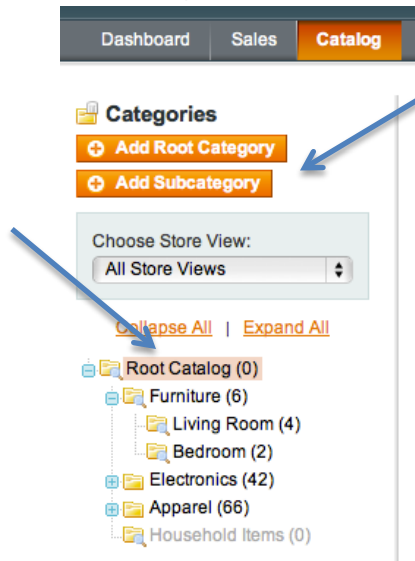 Dashboard Sales Catalog
Categories
Add Root Category
Add Subcategory
Choose Store View:
All Store Views
Collapse All | Expand All
Root Catalog (0)
Furniture (6)
Living Room (4)
Bedroom (2)
Electronics (42)
Apparel (66)
Household Items (0)